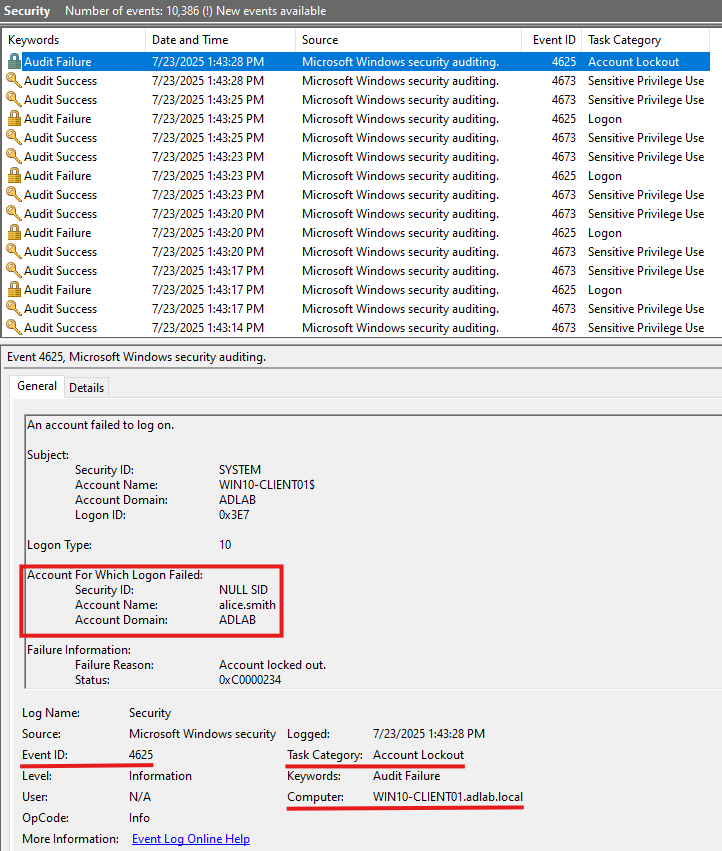 Security Number of events: 10,386 (!) New events available
Keywords Date and Time Source Event ID Task Category
Audit Failure 7/23/2025 1:43:28 PM Microsoft Windows security auditing. 4625 Account Lockout
Audit Success 7/23/2025 1:43:28 PM Microsoft Windows security auditing. 4673 Sensitive Privilege Use
Audit Success 7/23/2025 1:43:25 PM Microsoft Windows security auditing. 4673 Sensitive Privilege Use
Audit Failure 7/23/2025 1:43:25 PM Microsoft Windows security auditing. 4625 Logon
Audit Success 7/23/2025 1:43:25 PM Microsoft Windows security auditing. 4673 Sensitive Privilege Use
Audit Success 7/23/2025 1:43:23 PM Microsoft Windows security auditing. 4673 Sensitive Privilege Use
Audit Failure 7/23/2025 1:43:23 PM Microsoft Windows security auditing. 4625 Logon
Audit Success 7/23/2025 1:43:23 PM Microsoft Windows security auditing. 4673 Sensitive Privilege Use
Audit Success 7/23/2025 1:43:20 PM Microsoft Windows security auditing. 4673 Sensitive Privilege Use
Audit Failure 7/23/2025 1:43:20 PM Microsoft Windows security auditing. 4625 Logon
Audit Success 7/23/2025 1:43:20 PM Microsoft Windows security auditing. 4673 Sensitive Privilege Use
Audit Success 7/23/2025 1:43:17 PM Microsoft Windows security auditing. 4673 Sensitive Privilege Use
Audit Failure 7/23/2025 1:43:17 PM Microsoft Windows security auditing. 4625 Logon
Audit Success 7/23/2025 1:43:17 PM Microsoft Windows security auditing. 4673 Sensitive Privilege Use
Audit Success 7/23/2025 1:43:14 PM Microsoft Windows security auditing. 4673 Sensitive Privilege Use
Event 4625, Microsoft Windows security auditing.
General Details
An account failed to log on.
Subject:
Security ID: SYSTEM
Account Name: WIN10-CLIENT01$
Account Domain: ADLAB
Logon ID: 0x3E7
Logon Type: 10
Account For Which Logon Failed:
Security ID: NULL SID
Account Name: alice.smith
Account Domain: ADLAB
Failure Information:
Failure Reason: Account locked out.
Status: 0xC0000234
Log Name: Security
Source: Microsoft Windows security Logged: 7/23/2025 1:43:28 PM
Event ID: 4625 Task Category: Account Lockout
Level: Information Keywords: Audit Failure
User: N/A Computer: WIN10-CLIENT01.adlab.local
OpCode: Info
More Information: Event Log Online Help